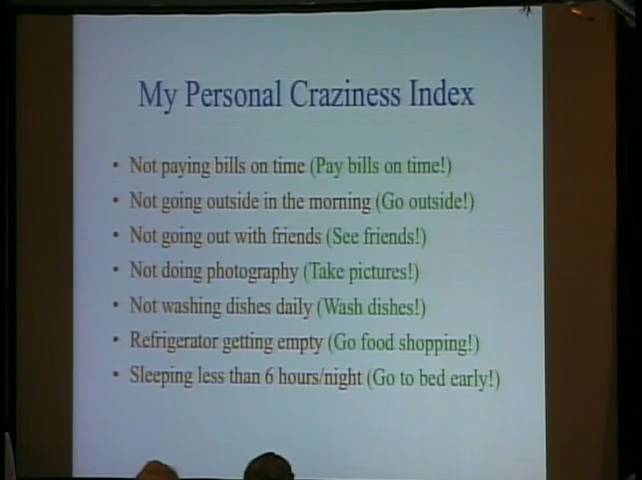 My Personal Craziness Index
• Not paying bills on time (Pay bills on time!)
• Not going outside in the morning (Go outside!)
• Not going out with friends (See friends!)
• Not doing photography (Take pictures!)
• Not washing dishes daily (Wash dishes!)
• Refrigerator getting empty (Go food shopping!)
• Sleeping less than 6 hours/night (Go to bed early!)